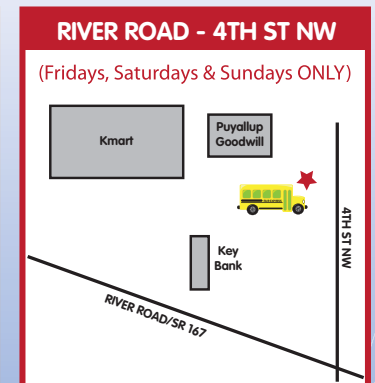 RIVER ROAD - 4TH ST NW
(Fridays, Saturdays & Sundays ONLY)
Kmart
Puyallup
Goodwill
4TH ST NW
Key
Bank
RIVER ROAD/SR 167